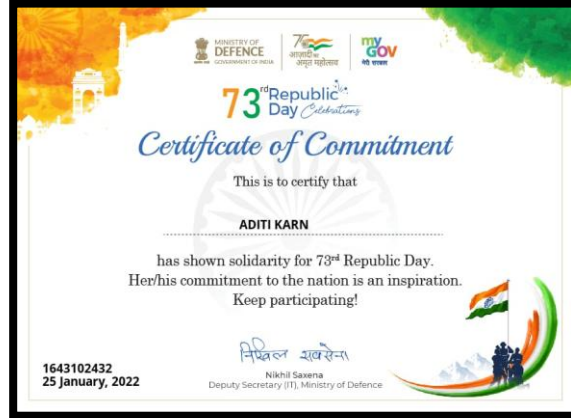 MINISTRY OF
DEFENCE
GOVERNMENT OF INDIA
75
आज़ादी का
अमृत महोत्सव
my
GOV
मेरी सरकार
73rd Republic
Day Celebrations
Certificate of Commitment
This is to certify that
ADITI KARN
has shown solidarity for 73rd Republic Day.
Her/his commitment to the nation is an inspiration.
Keep participating!
सक्सेना
Nikhil Saxena
Deputy Secretary (IT), Ministry of Defence
1643102432
25 January, 2022